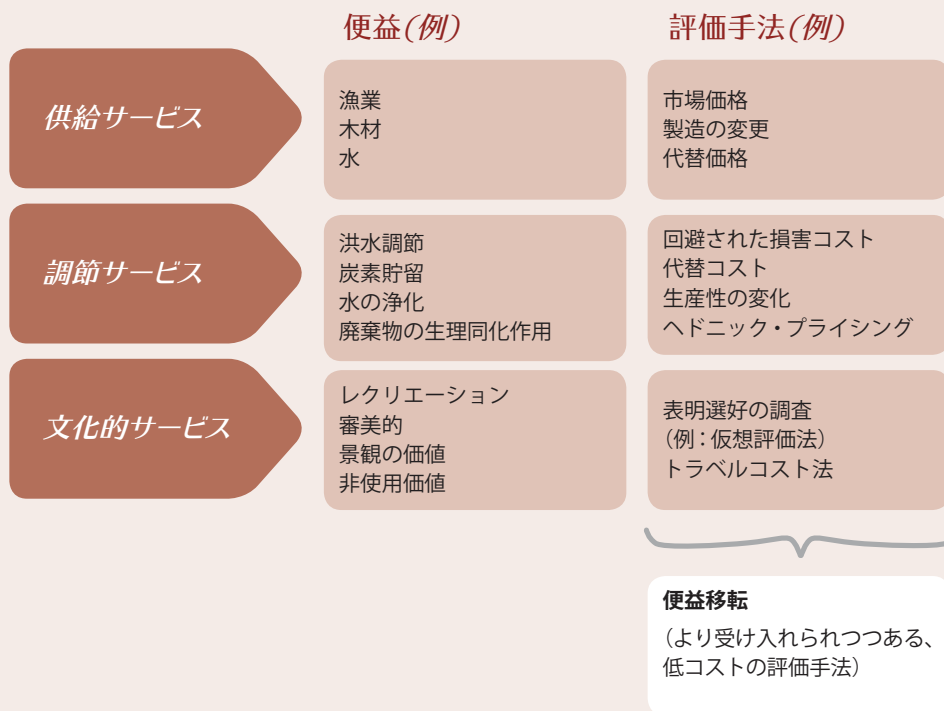 便益(例)
評価手法(例)
供給サービス
漁業
木材
水
市場価格
製造の変更
代替価格
調節サービス
洪水調節
炭素貯留
水の浄化
廃棄物の生理同化作用
回避された損害コスト
代替コスト
生産性の変化
ヘドニック・プライシング
文化的サービス
レクリエーション
審美的
景観の価値
非使用価値
表明選好の調査
（例：仮想評価法）
トラベルコスト法
便益移転
（より受け入れられつつある、
低コストの評価手法）